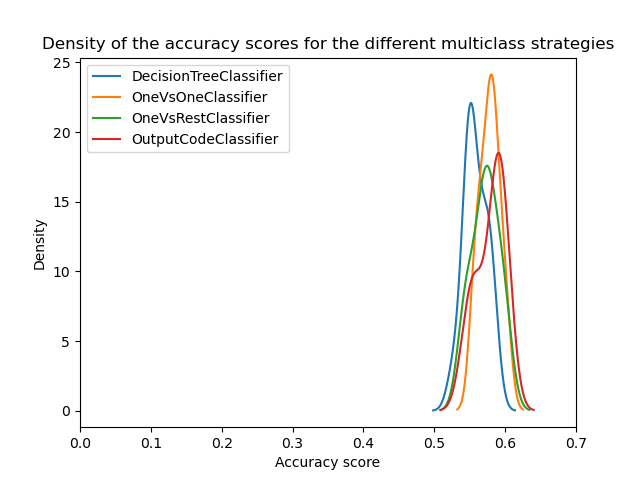 Density of the accuracy scores for the different multiclass strategies
25
20
15
10
5
0
Density
DecisionTreeClassifier
OneVsOneClassifier
OneVsRestClassifier
OutputCodeClassifier
0.0 0.1 0.2 0.3 0.4 0.5 0.6 0.7
Accuracy score